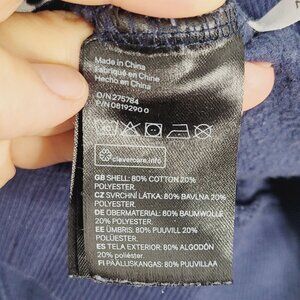 Made in China
Fabriqué en Chine
Hecho en China
O/N 275784
P/N 0819290 0
clevercare.info
GB SHELL: 80% COTTON 20%
POLYESTER.
CZ SVRCHNÍ LÁTKA: 80% BAVLNA 20%
POLYESTER.
DE OBERMATERIAL: 80% BAUMWOLLE
20% POLYESTER.
EE ÜMBRIS: 80% PUUVILL 20%
POLÜESTER.
ES TELA EXTERIOR: 80% ALGODÓN
20% POLIÉSTER
FI PÄÄLLIKANGAS: 80% PUUVILLAA